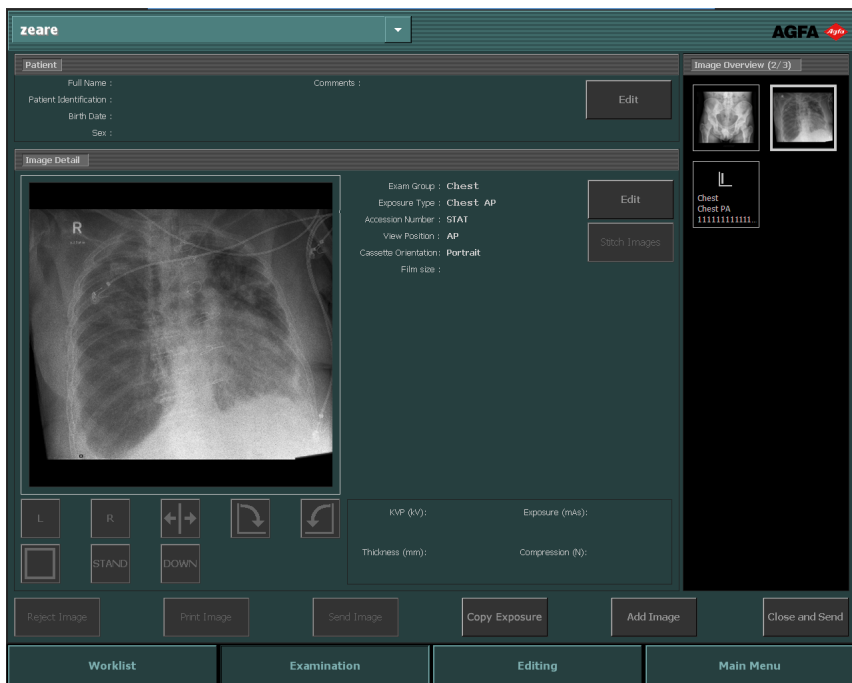 zeare
AGFA Agfa
Patient
Full Name :
Comments :
Patient Identification :
Birth Date :
Sex :
Edit
Image Overview (2/3)
Image Detail
R
Exam Group : Chest
Exposure Type : Chest AP
Accession Number : STAT
View Position : AP
Cassette Orientation: Portrait
Film size :
Edit
Stitch Images
L
Chest
Chest PA
111111111111...
L
R
STAND
DOWN
KVP (kV):
Exposure (mAs):
Thickness (mm):
Compression (N):
Reject Image
Print Image
Send Image
Copy Exposure
Add Image
Close and Send
Worklist
Examination
Editing
Main Menu